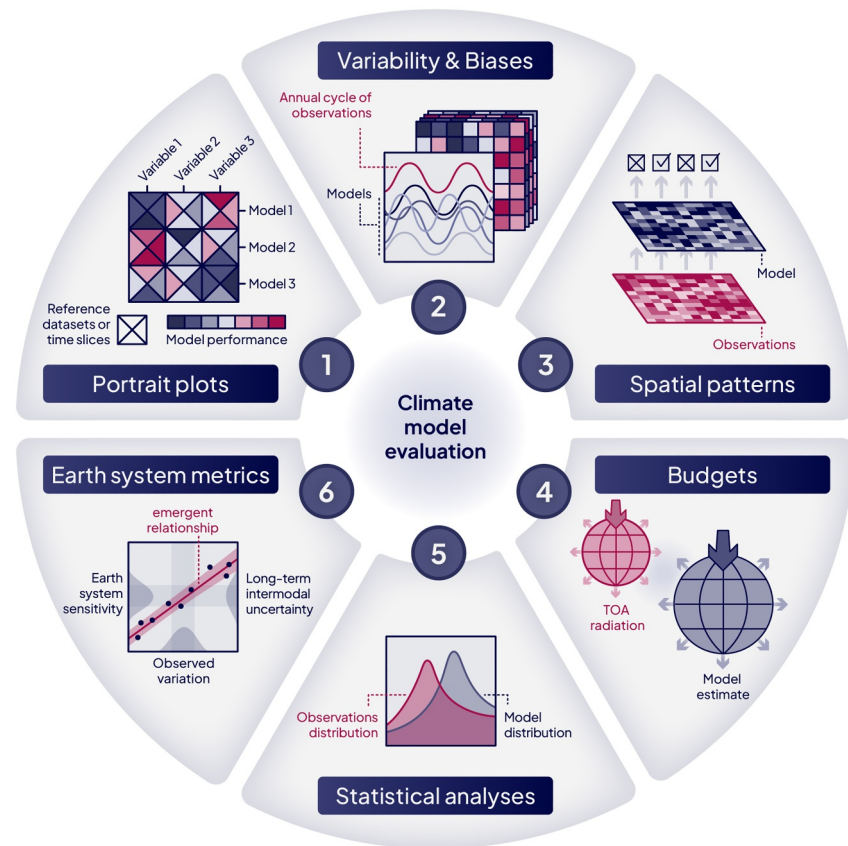 Variability & Biases
Annual cycle of
observations
Models
2
Variable 1
Variable 2
Variable 3
Model 1
Model 2
Model 3
Reference
datasets or
time slices
Model performance
1
Portrait plots
Model
Observations
3
Spatial patterns
Climate
model
evaluation
Earth system metrics
6
emergent
relationship
Earth
system
sensitivity
Long-term
intermodal
uncertainty
Observed
variation
Budgets
4
TOA
radiation
Model
estimate
5
Observations
distribution
Model
distribution
Statistical analyses